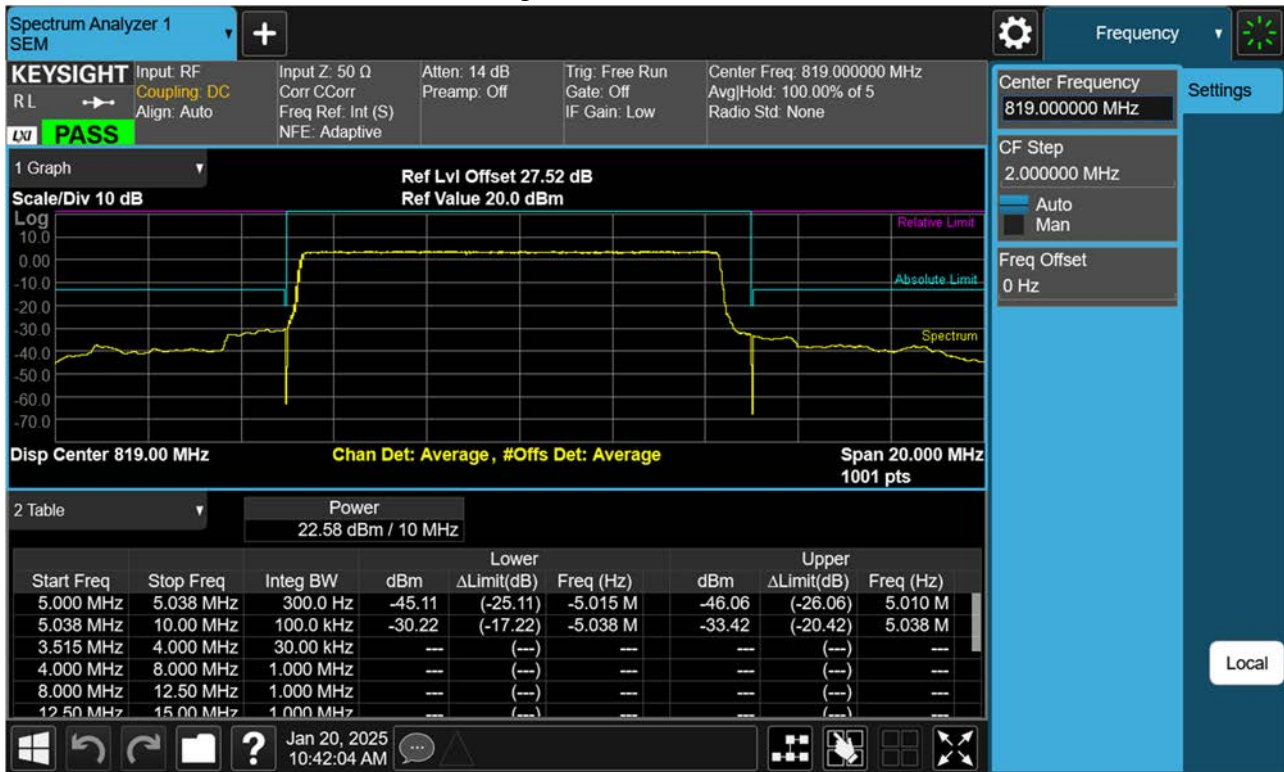 Spectrum Analyzer 1
SEM
+
Frequency
KEYSIGHT
RL
LXI PASS
Input: RF
Coupling: DC
Align: Auto
Input Z: 50 Ω
Corr CCorr
Freq Ref: Int (S)
NFE: Adaptive
Atten: 14 dB
Preamp: Off
Trig: Free Run
Gate: Off
IF Gain: Low
Center Freq: 819.000000 MHz
Avg|Hold: 100.00% of 5
Radio Std: None
Center Frequency
819.000000 MHz
Settings
CF Step
2.000000 MHz
Auto
Man
Freq Offset
0 Hz
1 Graph
Ref Lvl Offset 27.52 dB
Scale/Div 10 dB
Ref Value 20.0 dBm
Log
Relative Limit
10.0
0.00
-10.0
Absolute Limit
-20.0
-30.0
Spectrum
-40.0
-50.0
-60.0
-70.0
Disp Center 819.00 MHz
Chan Det: Average, #Offs Det: Average
Span 20.000 MHz
1001 pts
2 Table
Power
22.58 dBm / 10 MHz
Lower Upper
Start Freq Stop Freq Integ BW dBm ΔLimit(dB) Freq (Hz) dBm ΔLimit(dB) Freq (Hz)
5.000 MHz 5.038 MHz 300.0 Hz -45.11 (-25.11) -5.015 M -46.06 (-26.06) 5.010 M
5.038 MHz 10.00 MHz 100.0 kHz -30.22 (-17.22) -5.038 M -33.42 (-20.42) 5.038 M
3.515 MHz 4.000 MHz 30.00 kHz --- (---) --- --- (---) ---
4.000 MHz 8.000 MHz 1.000 MHz --- (---) --- --- (---) ---
8.000 MHz 12.50 MHz 1.000 MHz --- (---) --- --- (---) ---
12.50 MHz 15.00 MHz 1.000 MHz --- (---) --- --- (---) ---
Local
?
Jan 20, 2025
10:42:04 AM